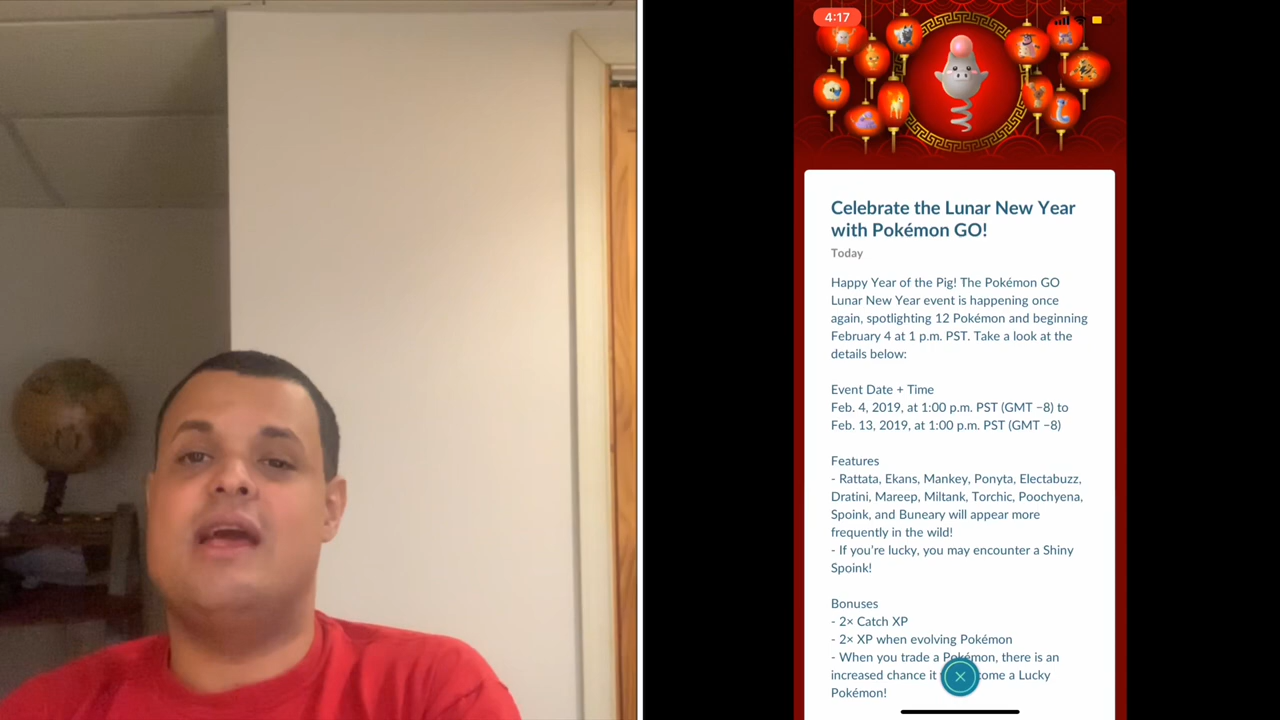 4:17
Celebrate the Lunar New Year
with Pokémon GO!
Today
Happy Year of the Pig! The Pokémon GO
Lunar New Year event is happening once
again, spotlighting 12 Pokémon and beginning
February 4 at 1 p.m. PST. Take a look at the
details below:
Event Date + Time
Feb. 4, 2019, at 1:00 p.m. PST (GMT −8) to
Feb. 13, 2019, at 1:00 p.m. PST (GMT −8)
Features
- Rattata, Ekans, Mankey, Ponyta, Electabuzz,
Dratini, Mareep, Miltank, Torchic, Poochyena,
Spoink, and Buneary will appear more
frequently in the wild!
- If you're lucky, you may encounter a Shiny
Spoink!
Bonuses
- 2× Catch XP
- 2× XP when evolving Pokémon
- When you trade a Pokémon, there is an
increased chance it come a Lucky
Pokémon!